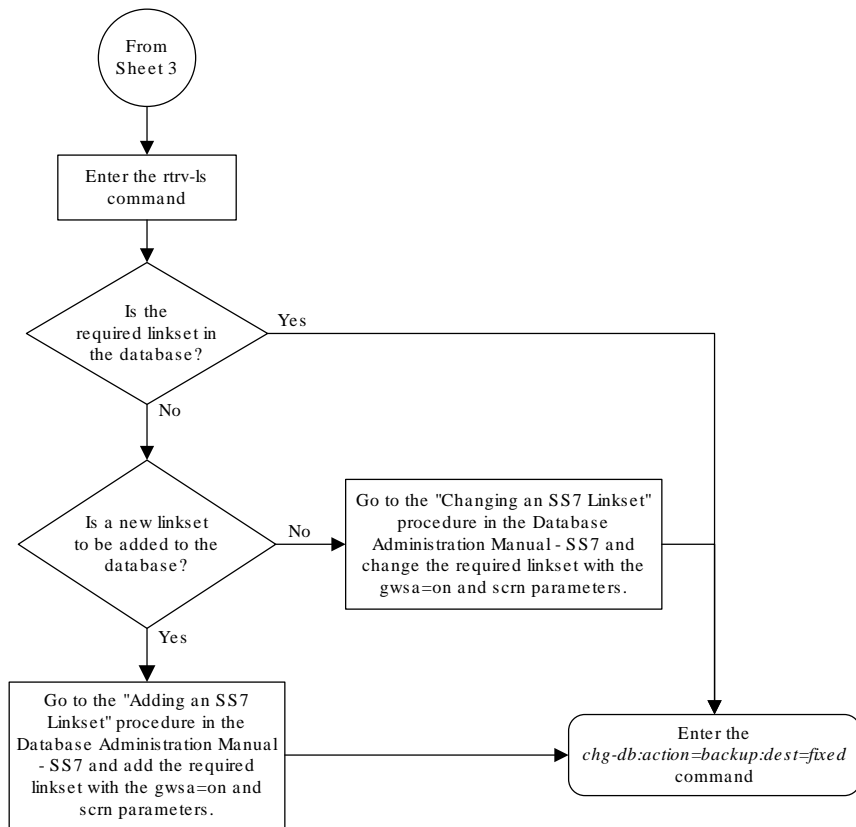 From
Sheet 3
Enter the rtrv-ls
command
Is the
required linkset in
the database?
Yes
No
Is a new linkset
to be added to the
database?
No
Go to the "Changing an SS7 Linkset"
procedure in the Database
Administration Manual - SS7 and
change the required linkset with the
gwsa=on and scrn parameters.
Yes
Go to the "Adding an SS7
Linkset" procedure in the
Database Administration Manual
- SS7 and add the required
linkset with the gwsa=on and
scrn parameters.
Enter the
chg-db:action=backup:dest=fixed
command